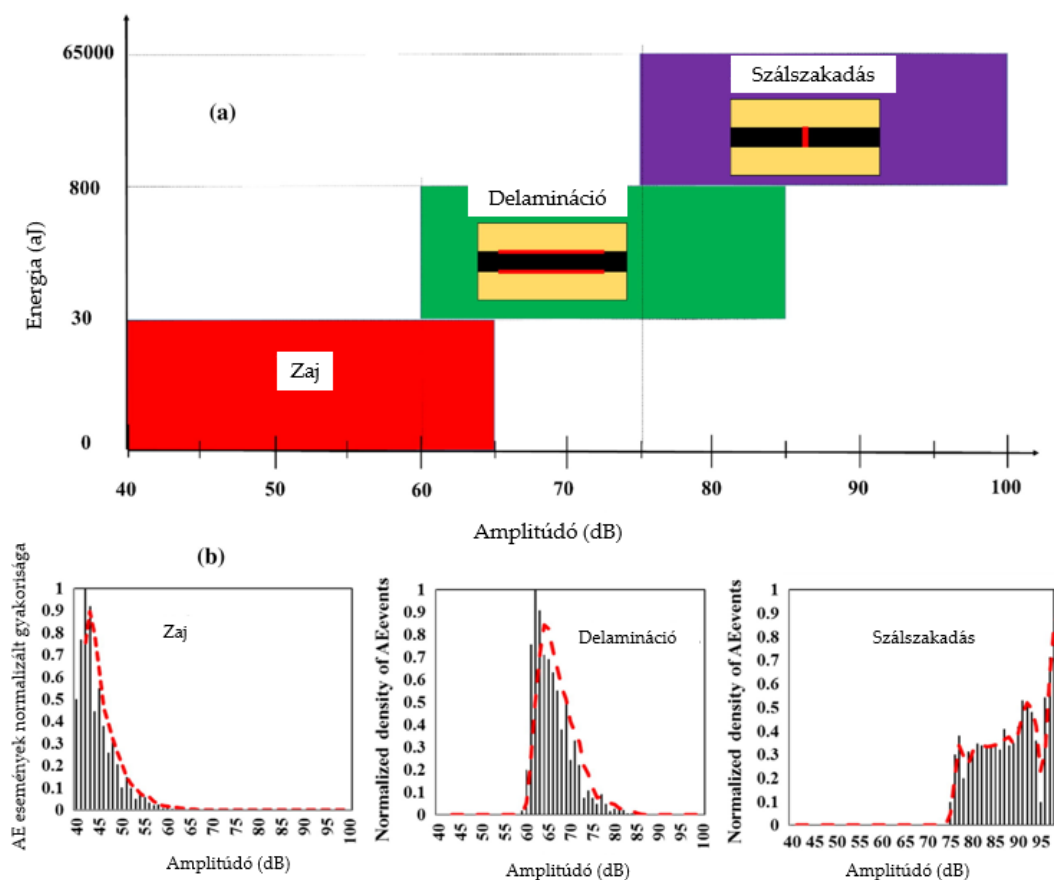 65000
(a)
Szálszakadás
800
Delamináció
Energia (aJ)
30
Zaj
0
40 50 60 70 80 90 100
Amplitúdó (dB)
(b)
AE események normalizált gyakorisága
1
0.9
0.8
0.7
0.6
0.5
0.4
0.3
0.2
0.1
0
Zaj
40 45 50 55 60 65 70 75 80 85 90 95 100
Amplitúdó (dB)
Normalized density of AEevents
1
0.9
0.8
0.7
0.6
0.5
0.4
0.3
0.2
0.1
0
Delamináció
40 45 50 55 60 65 70 75 80 85 90 95 100
Amplitúdó (dB)
Normalized density of AEevents
1
0.9
0.8
0.7
0.6
0.5
0.4
0.3
0.2
0.1
0
Szálszakadás
40 45 50 55 60 65 70 75 80 85 90 95
Amplitúdó (dB)